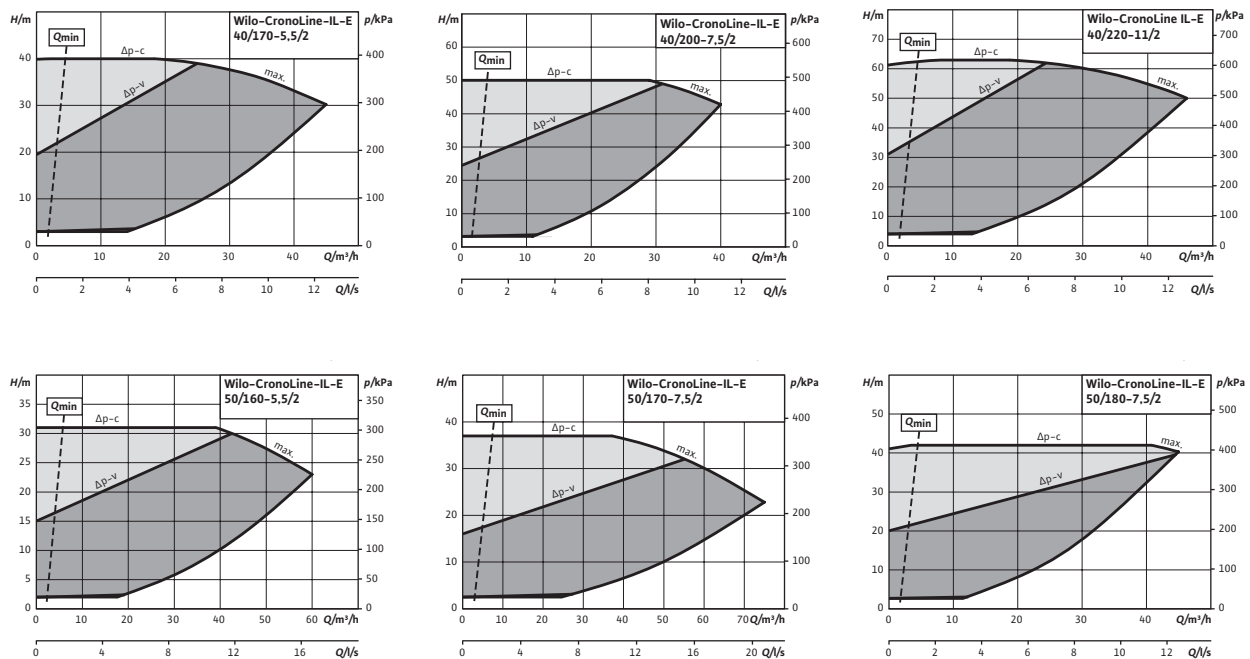 H/m
Wilo-CronoLine-IL-E
40/170-5,5/2
p/kPa
Qmin
Δp-c
max.
Δp-v
40
30
20
10
0
400
300
200
100
0
0 10 20 30 40 Q/m³/h
0 2 4 6 8 10 12 Q/l/s
H/m
Wilo-CronoLine-IL-E
40/200-7,5/2
p/kPa
Qmin
Δp-c
max.
Δp-v
60
50
40
30
20
10
0
600
500
400
300
200
100
0
0 10 20 30 40 Q/m³/h
0 2 4 6 8 10 12 Q/l/s
H/m
Wilo-CronoLine IL-E
40/220-11/2
p/kPa
Qmin
Δp-c
max.
Δp-v
70
60
50
40
30
20
10
0
700
600
500
400
300
200
100
0
0 10 20 30 40 Q/m³/h
0 2 4 6 8 10 12 Q/l/s
H/m
Wilo-CronoLine-IL-E
50/160-5,5/2
p/kPa
Qmin
Δp-c
max.
Δp-v
35
30
25
20
15
10
5
0
350
300
250
200
150
100
50
0
0 10 20 30 40 50 60 Q/m³/h
0 4 8 12 16 Q/l/s
H/m
Wilo-CronoLine-IL-E
50/170-7,5/2
p/kPa
Qmin
Δp-c
max.
Δp-v
40
30
20
10
0
400
300
200
100
0
0 10 20 30 40 50 60 70 Q/m³/h
0 4 8 12 16 20 Q/l/s
H/m
Wilo-CronoLine-IL-E
50/180-7,5/2
p/kPa
Qmin
Δp-c
max.
Δp-v
50
40
30
20
10
0
500
400
300
200
100
0
0 10 20 30 40 Q/m³/h
0 2 4 6 8 10 12 Q/l/s